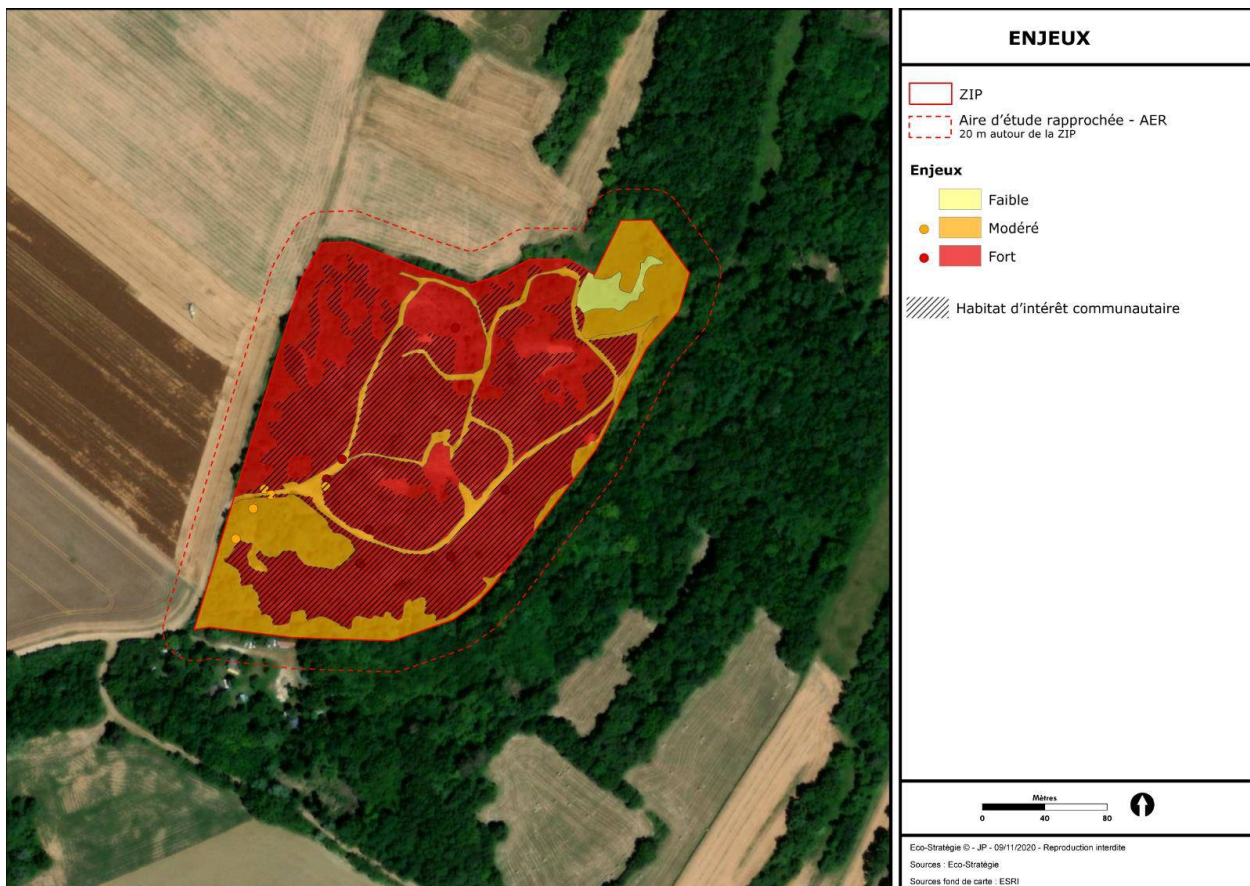 ENJEUX
ZIP
Aire d'étude rapprochée - AER
20 m autour de la ZIP
Enjeux
Faible
Modéré
Fort
Habitat d'intérêt communautaire
Mètres
0 40 80
Eco-Stratégie © - JP - 09/11/2020 - Reproduction interdite
Sources : Eco-Stratégie
Sources fond de carte : ESRI